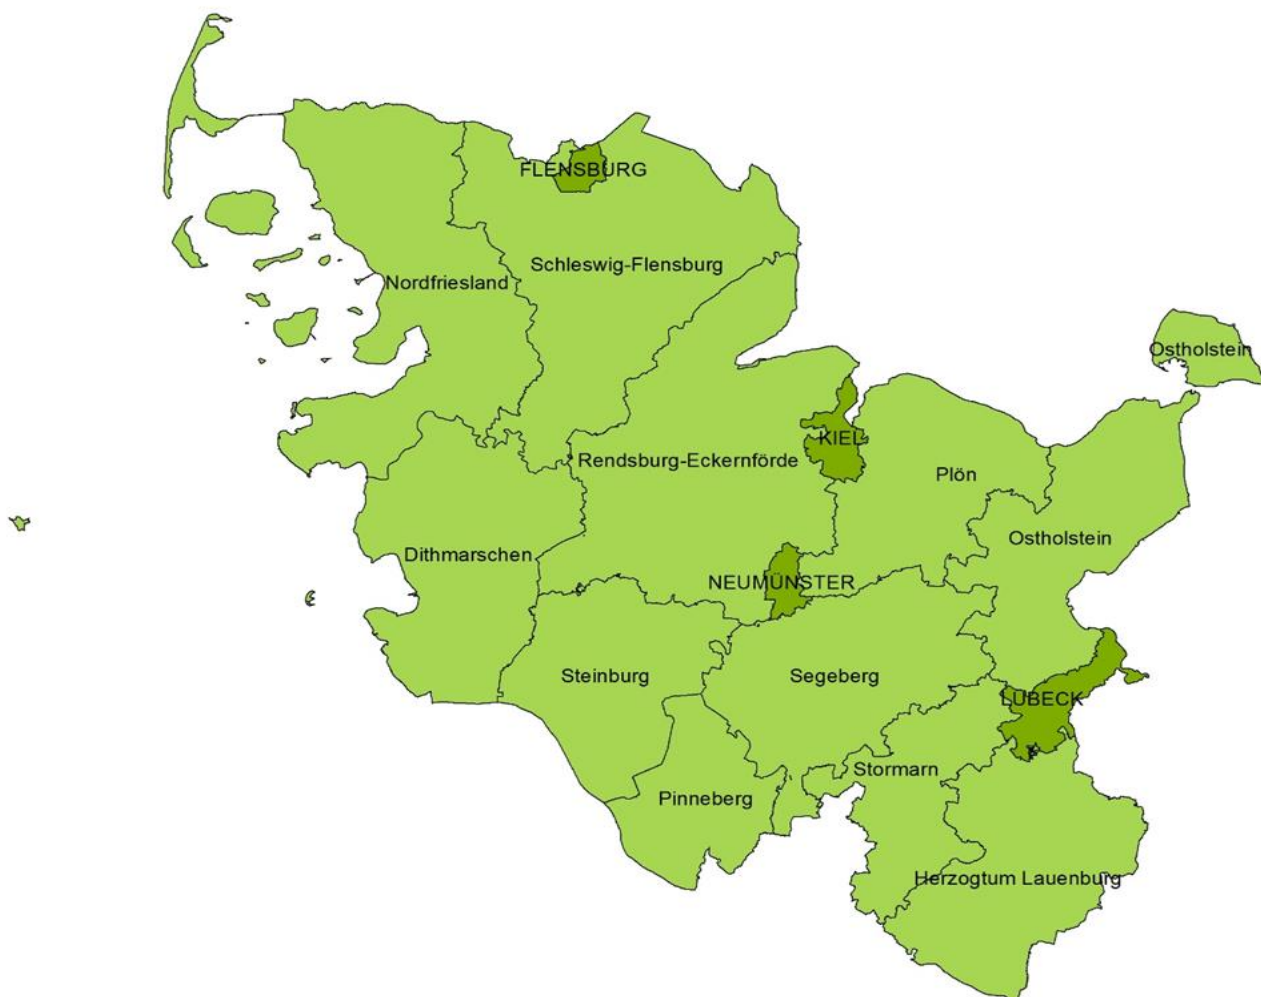 FLENSBURG
Schleswig-Flensburg
Nordfriesland
Ostholstein
KIEL
Rendsburg-Eckernförde
Plön
Ostholstein
Dithmarschen
NEUMÜNSTER
Steinburg
Segeberg
LÜBECK
Stormarn
Pinneberg
Herzogtum Lauenburg